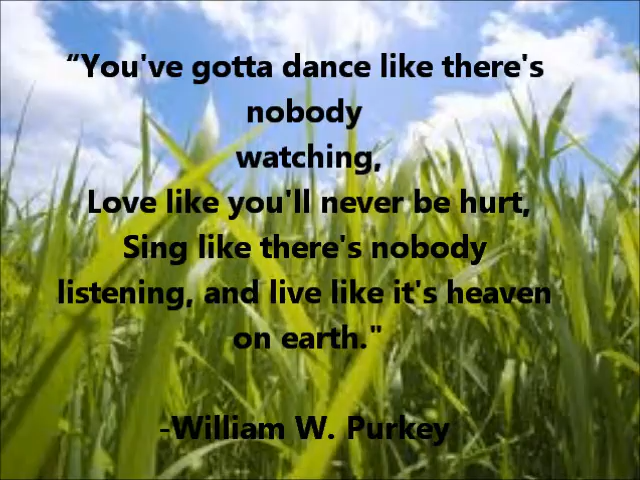 “You've gotta dance like there's
nobody
watching,
Love like you'll never be hurt,
Sing like there's nobody
listening, and live like it's heaven
on earth."
-William W. Purkey